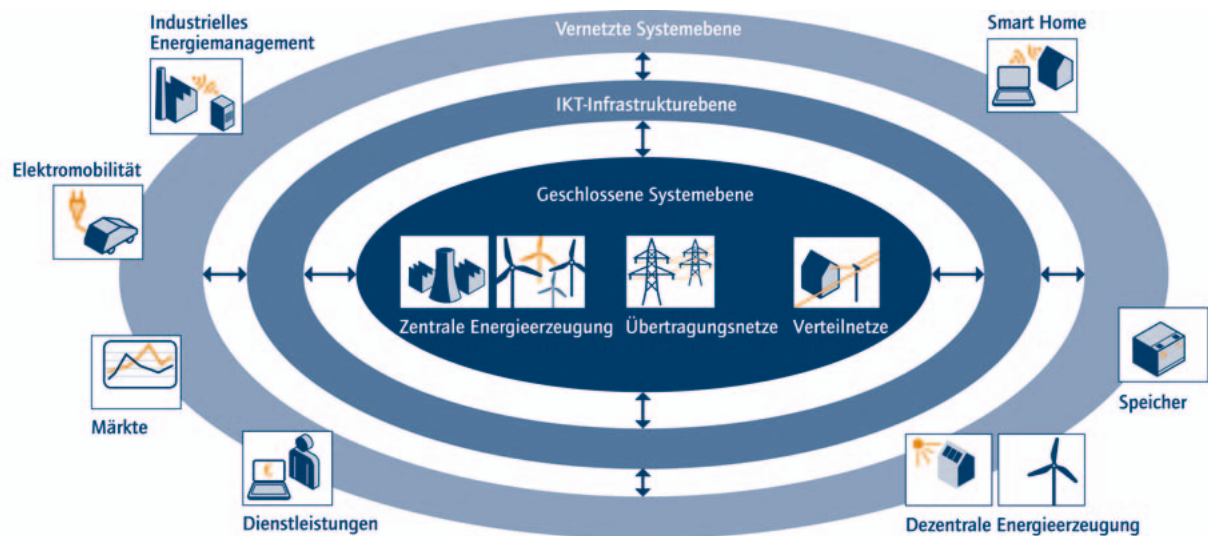 Industrielles
Energiemanagement
Vernetzte Systemebene
Smart Home
IKT-Infrastrukturebene
Elektromobilität
Geschlossene Systemebene
Zentrale Energieerzeugung
Übertragungsnetze
Verteilnetze
Märkte
Speicher
€
Dienstleistungen
Dezentrale Energieerzeugung